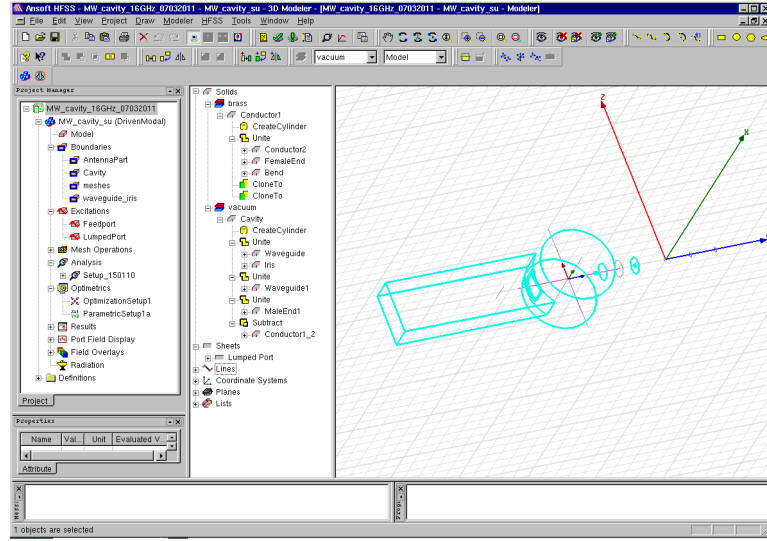 Ansoft HFSS - MW_cavity_16GHz_07032011 - MW_cavity_su - 3D Modeler - [MW_cavity_16GHz_07032011 - MW_cavity_su - Modeler]
File Edit View Project Draw Modeler HFSS Tools Window Help
vacuum Model
Project Manager
MW_cavity_16GHz_07032011
MW_cavity_su (DrivenModal)
Model
Boundaries
AntennaPart
Cavity
meshes
waveguide_iris
Excitations
Feedport
LumpedPort
Mesh Operations
Analysis
Setup_150110
Optimetrics
OptimizationSetup1
ParametricSetup1a
Results
Port Field Display
Field Overlays
Radiation
Definitions
Project
Properties
Name Val... Unit Evaluated V...
Attribute
Solids
brass
Conductor1
CreateCylinder
Unite
Conductor2
FemaleEnd
Bend
CloneTo
CloneTo
vacuum
Cavity
CreateCylinder
Unite
Waveguide
Iris
Unite
Waveguide1
Unite
MaleEnd1
Subtract
Conductor1_2
Sheets
Lumped Port
Lines
Coordinate Systems
Planes
Lists
Z
X
Mess:
Prog:
1 objects are selected